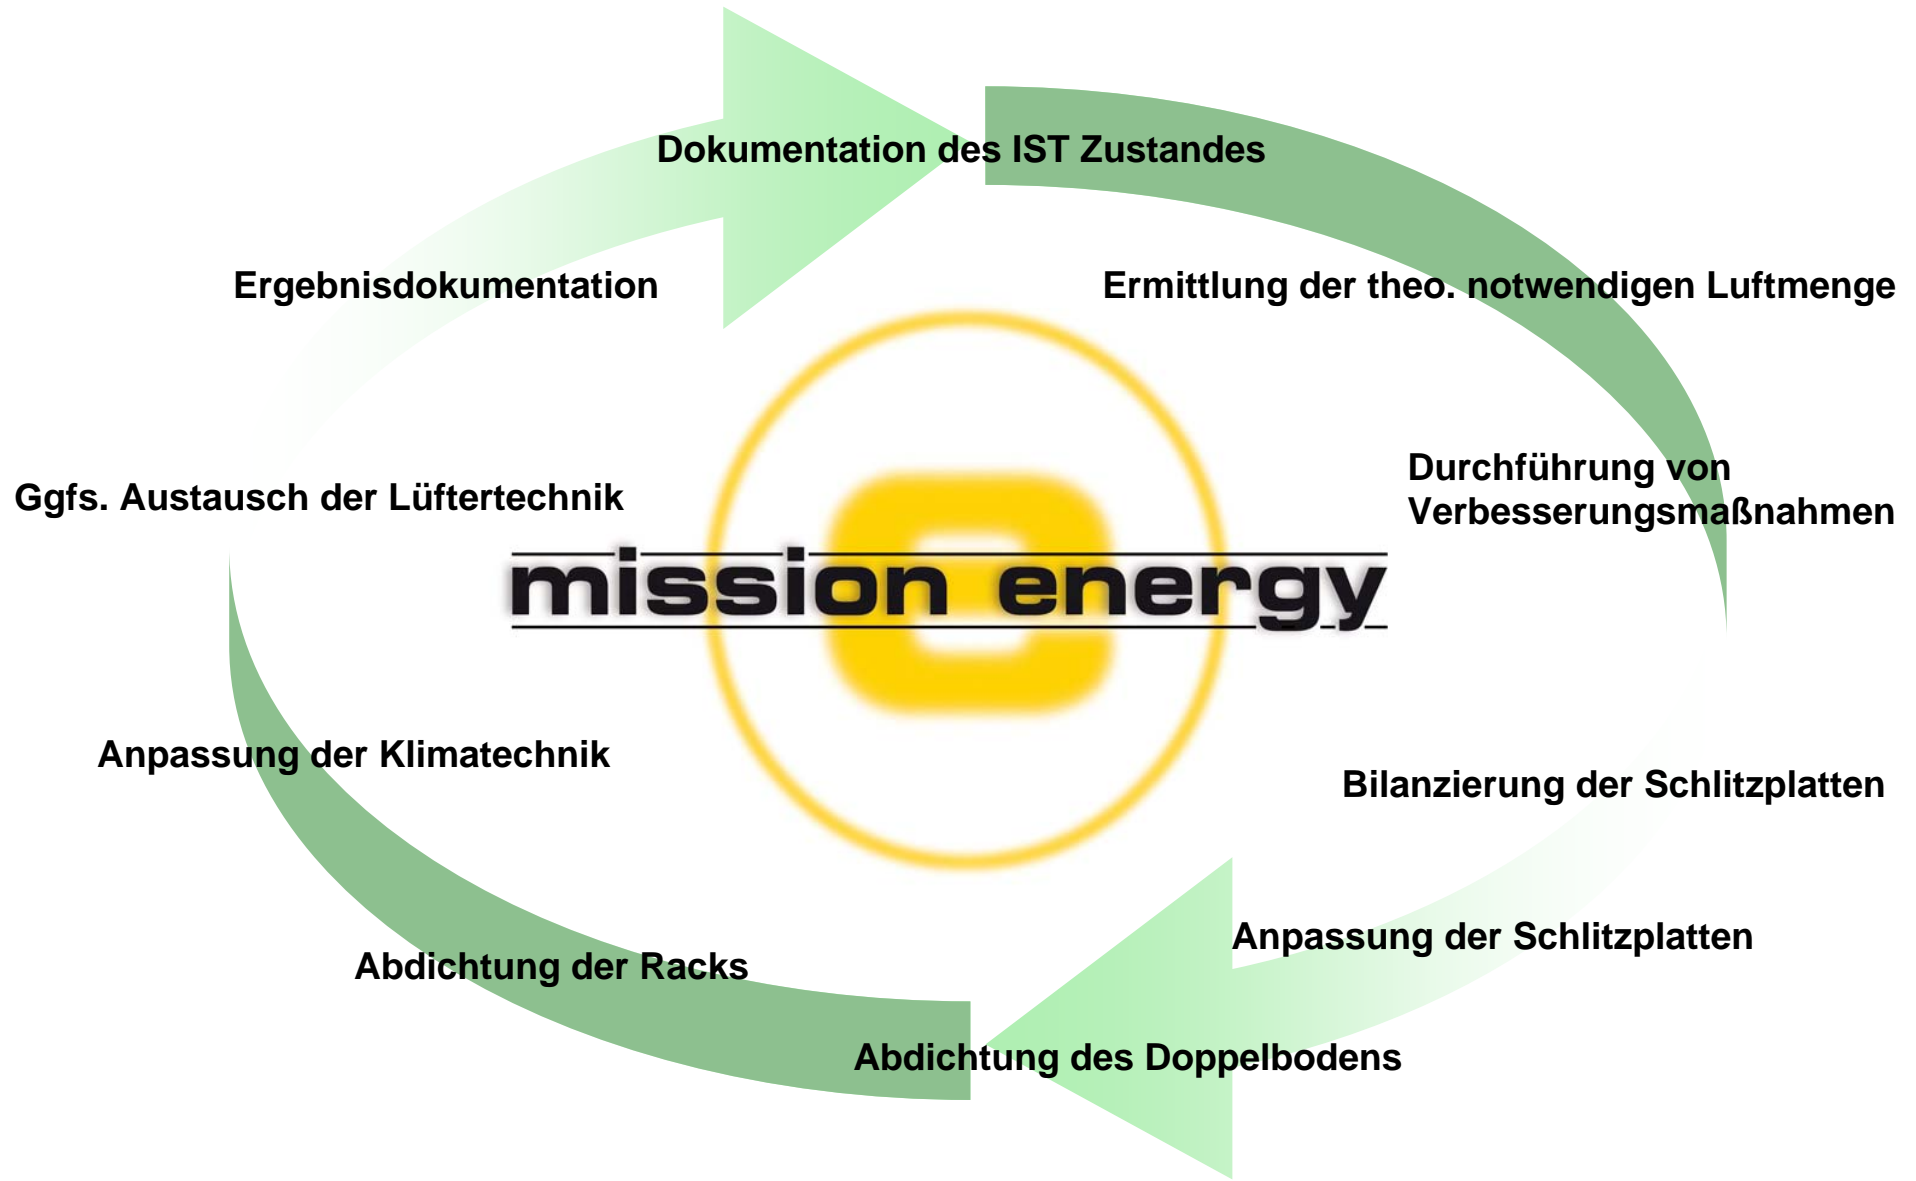 Dokumentation des IST Zustandes
Ergebnisdokumentation
Ermittlung der theo. notwendigen Luftmenge
Durchführung von
Verbesserungsmaßnahmen
Ggfs. Austausch der Lüftertechnik
mission energy
Anpassung der Klimatechnik
Bilanzierung der Schlitzplatten
Anpassung der Schlitzplatten
Abdichtung der Racks
Abdichtung des Doppelbodens